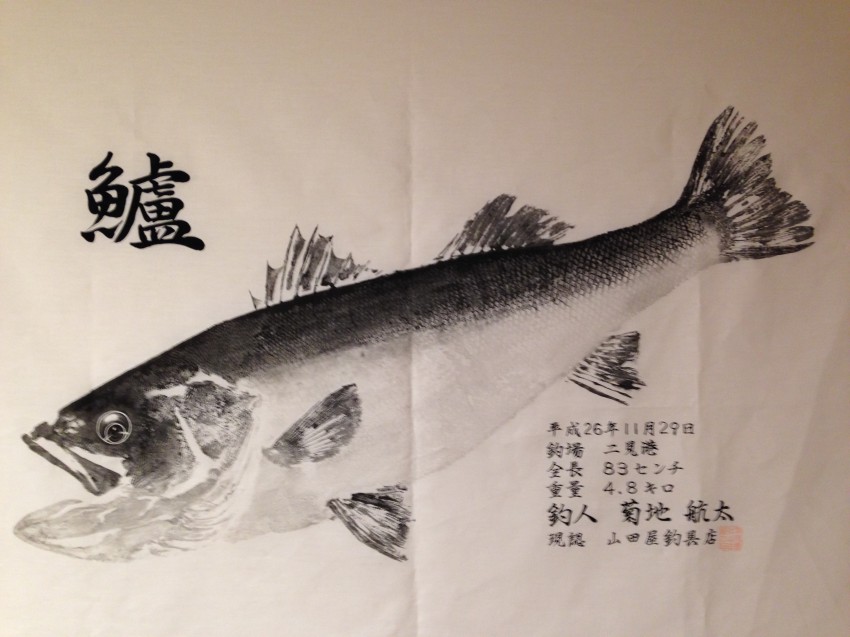 鱸
平成26年11月29日
釣場 二見港
全長 83センチ
重量 4.8キロ
釣人 菊地 航太
現認 山田屋釣具店